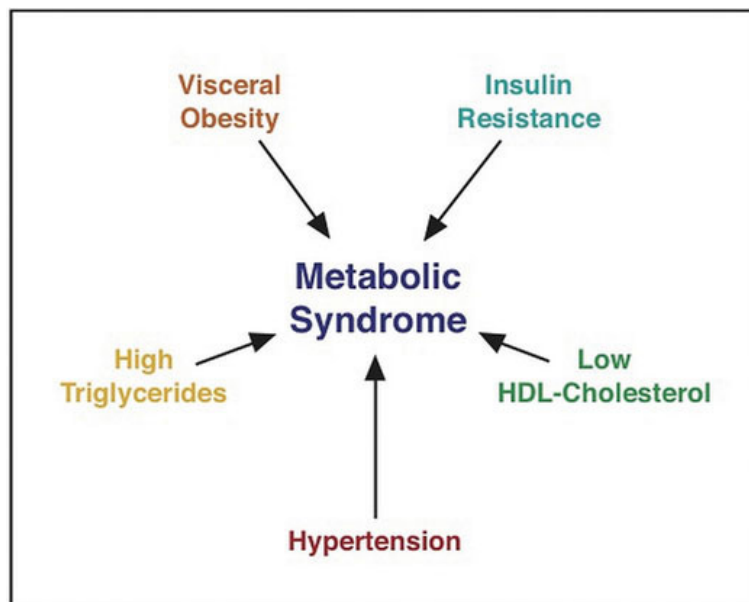 Visceral
Obesity
Insulin
Resistance
Metabolic
Syndrome
High
Triglycerides
Low
HDL-Cholesterol
Hypertension